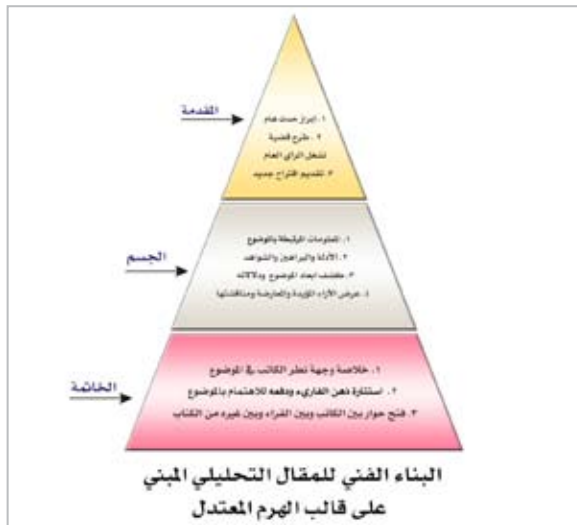 المقدمة
١. إبراز حدث هام
٢. طرح قضية
تشغل الرأي العام
٣. تقديم اقتراح جديد
الجسم
١. المعلومات المرتبطة بالموضوع
٢. الأدلة والبراهين والشواهد
٣. كشف أبعاد الموضوع ودلالاته
٤. عرض الآراء المؤيدة والمعارضة ومناقشتها
الخاتمة
١. خلاصة وجهة نظر الكاتب في الموضوع
٢. استثارة ذهن القاريء ودفعه للاهتمام بالموضوع
٣. فتح حوار بين الكاتب وبين القراء وبين غيره من الكتاب
البناء الفني للمقال التحليلي المبني
على قالب الهرم المعتدل